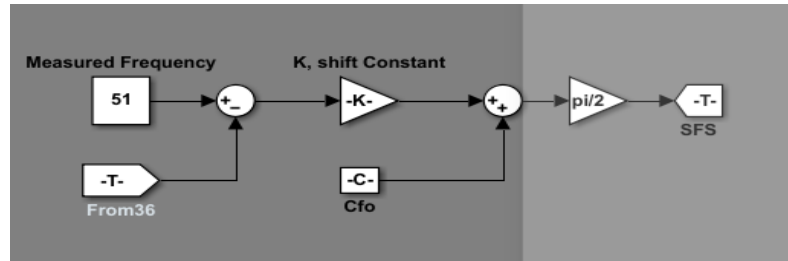 Measured Frequency
K, shift Constant
51
+
-
-K-
+
+
pi/2
-T-
SFS
-T-
From36
-C-
Cfo